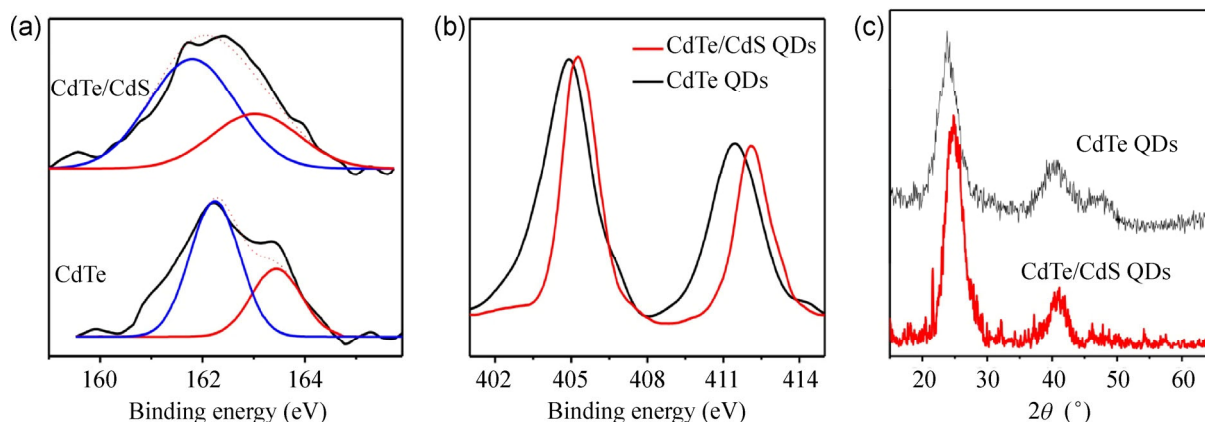 (a)
CdTe/CdS
CdTe
160 162 164
Binding energy (eV)
(b)
CdTe/CdS QDs
CdTe QDs
402 405 408 411 414
Binding energy (eV)
(c)
CdTe QDs
CdTe/CdS QDs
20 30 40 50 60
2θ (°)